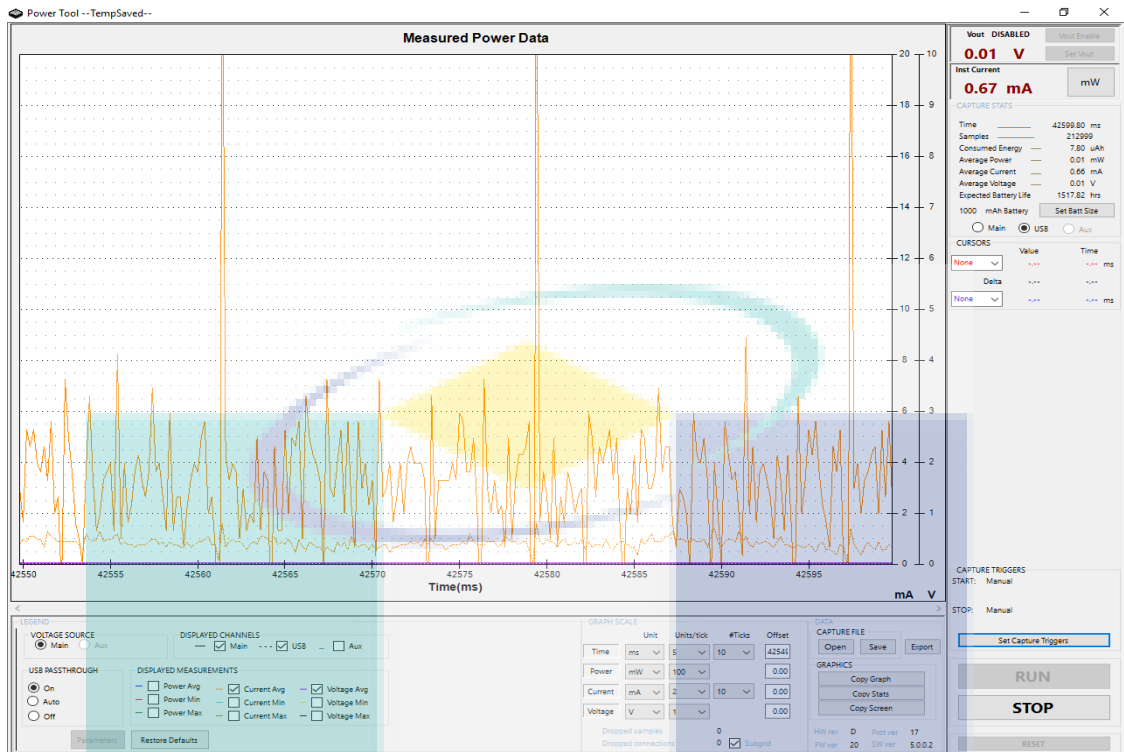 Power Tool --TempSaved--
Measured Power Data
20 10
18 9
16 8
14 7
12 6
10 5
8 4
6 3
4 2
2 1
0 0
42550 42555 42560 42565 42570 42575 42580 42585 42590 42595
Time(ms)
mA V
Vout DISABLED Vout Enable
0.01 V Set Vout
Inst Current
0.67 mA mW
CAPTURE STATS
Time 42599.80 ms
Samples 212999
Consumed Energy 7.80 uAh
Average Power 0.01 mW
Average Current 0.66 mA
Average Voltage 0.01 V
Expected Battery Life 1517.82 hrs
1000 mAh Battery Set Batt Size
Main USB Aux
CURSORS
Value Time
None -.-- -.-- ms
Delta -.-- -.--
None -.-- -.-- ms
CAPTURE TRIGGERS
START: Manual
STOP: Manual
Set Capture Triggers
RUN
STOP
RESET
LEGEND
VOLTAGE SOURCE
Main Aux
DISPLAYED CHANNELS
Main USB Aux
USB PASSTHROUGH
On
Auto
Off
DISPLAYED MEASUREMENTS
Power Avg Current Avg Voltage Avg
Power Min Current Min Voltage Min
Power Max Current Max Voltage Max
Parameters Restore Defaults
GRAPH SCALE
Unit Units/tick #Ticks Offset
Time ms 5 10 42549
Power mW 100 0.00
Current mA 2 10 0.00
Voltage V 1 0.00
Dropped samples 0
Dropped connections 0 Subgrid
DATA
CAPTURE FILE
Open Save Export
GRAPHICS
Copy Graph
Copy Stats
Copy Screen
HW rev D Prot ver 17
FW ver 20 SW ver 5.0.0.2